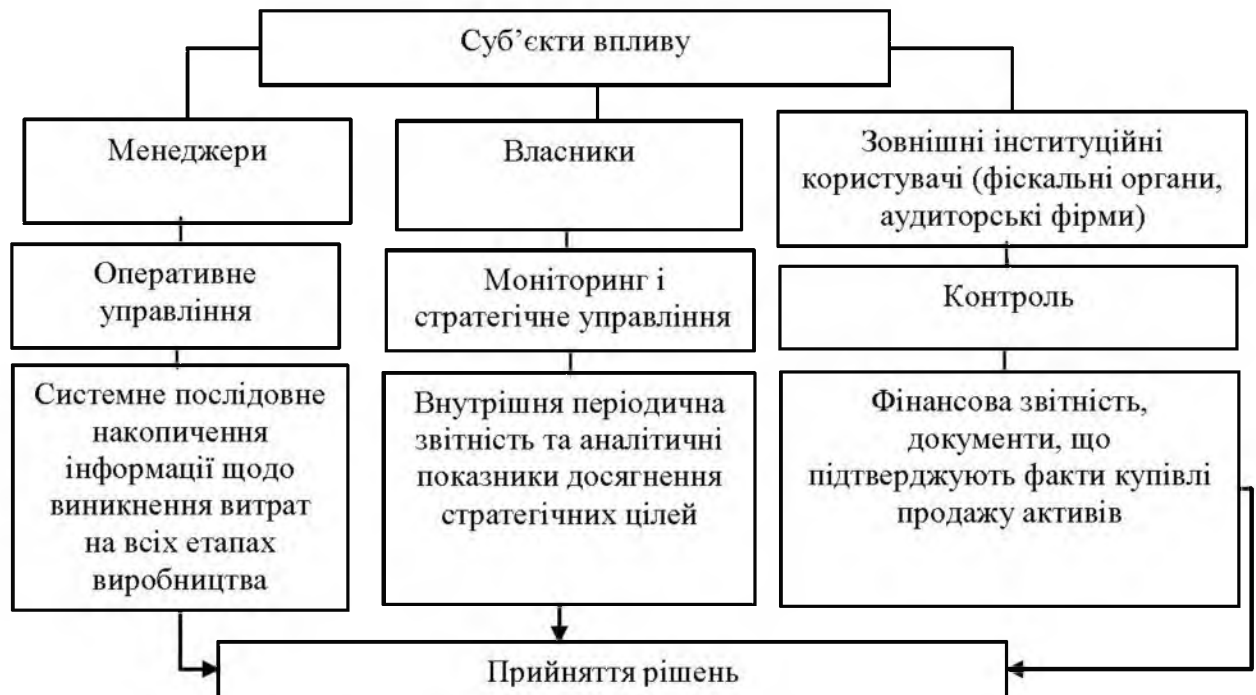 Суб’єкти впливу
Менеджери
Власники
Зовнішні інституційні
користувачі (фіскальні органи,
аудиторські фірми)
Оперативне
управління
Моніторинг і
стратегічне управління
Контроль
Системне послідовне
накопичення
інформації щодо
виникнення витрат
на всіх етапах
виробництва
Внутрішня періодична
звітність та аналітичні
показники досягнення
стратегічних цілей
Фінансова звітність,
документи, що
підтверджують факти купівлі
продажу активів
Прийняття рішень